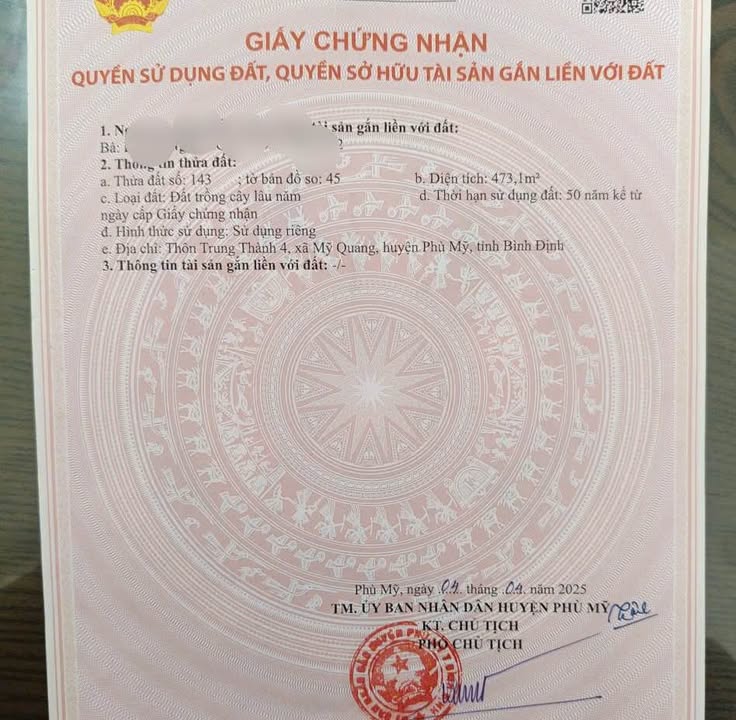 GIẤY CHỨNG NHẬN
QUYỀN SỬ DỤNG ĐẤT, QUYỀN SỞ HỮU TÀI SẢN GẮN LIỀN VỚI ĐẤT
1. sản gắn liền với đất:
Bà:
2. Thông tin thửa đất:
a. Thửa đất số: 143 ; tờ bản đồ số: 45 b. Diện tích: 473,1m²
c. Loại đất: Đất trồng cây lâu năm d. Thời hạn sử dụng đất: 50 năm kể từ
ngày cấp Giấy chứng nhận
đ. Hình thức sử dụng: Sử dụng riêng
e. Địa chỉ: Thôn Trung Thành 4, xã Mỹ Quang, huyện Phù Mỹ, tỉnh Bình Định
3. Thông tin tài sản gắn liền với đất: -/-
Phù Mỹ, ngày tháng năm 2025
TM. ỦY BAN NHÂN DÂN HUYỆN PHÙ MỸ
KT. CHỦ TỊCH
PHÓ CHỦ TỊCH